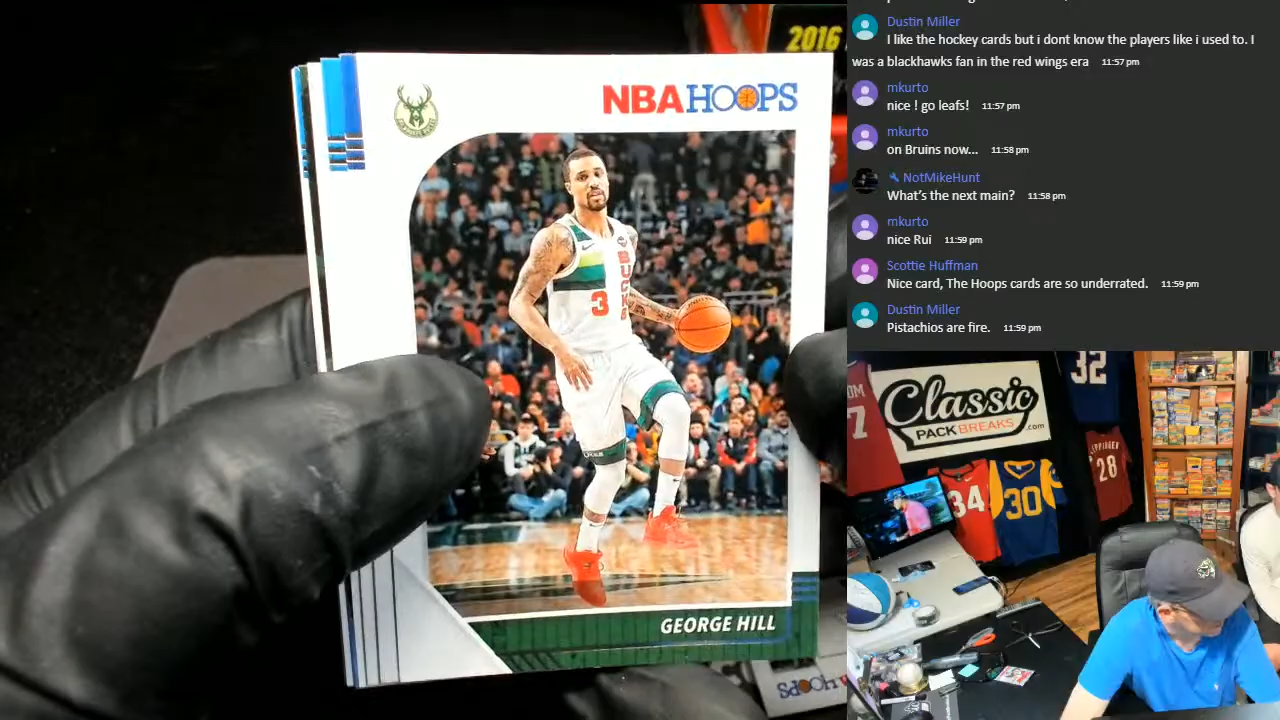 2016
NBA HOOPS
BUCKS
3
GEORGE HILL
Dustin Miller
I like the hockey cards but i dont know the players like i used to. I
was a blackhawks fan in the red wings era 11:57 pm
mkurto
nice ! go leafs! 11:57 pm
mkurto
on Bruins now... 11:58 pm
NotMikeHunt
What's the next main? 11:58 pm
mkurto
nice Rui 11:59 pm
Scottie Huffman
Nice card, The Hoops cards are so underrated. 11:59 pm
Dustin Miller
Pistachios are fire. 11:59 pm
Classic
PACK BREAKS.com
32
7
34
30
28
HOOPS